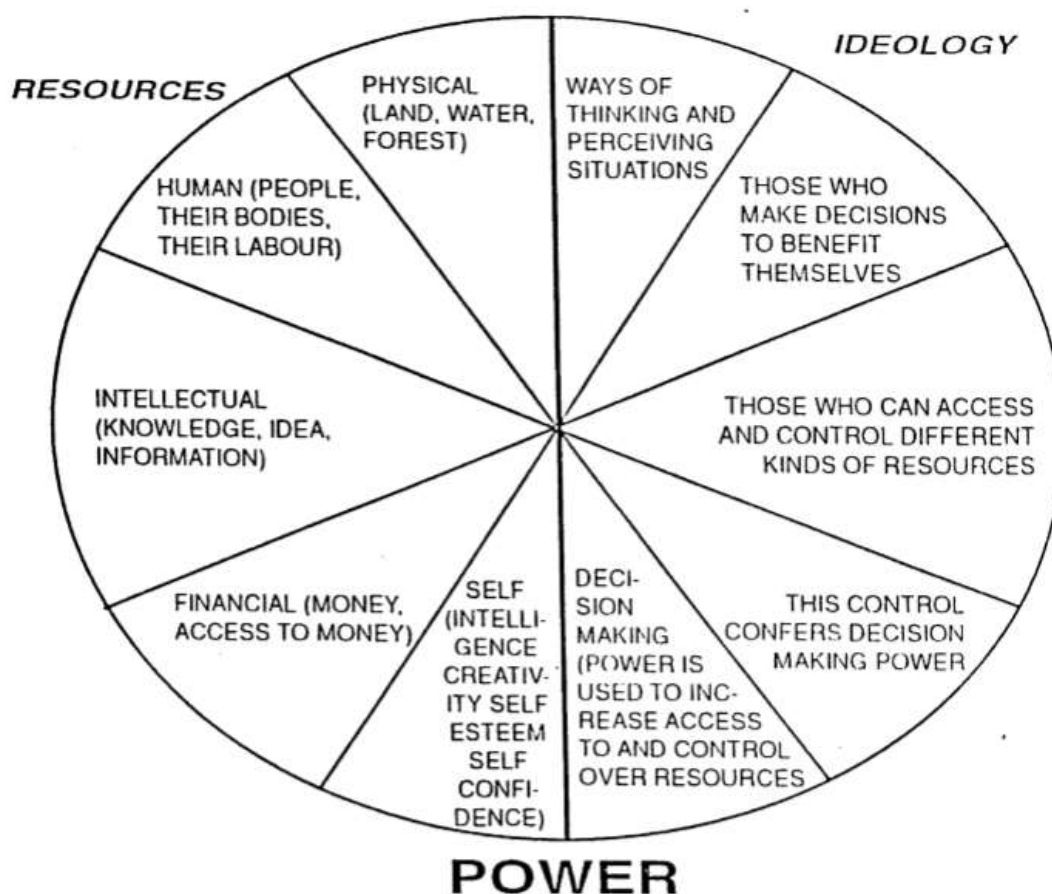 IDEOLOGY
RESOURCES
PHYSICAL
(LAND, WATER,
FOREST)
WAYS OF
THINKING AND
PERCEIVING
SITUATIONS
HUMAN (PEOPLE,
THEIR BODIES,
THEIR LABOUR)
THOSE WHO
MAKE DECISIONS
TO BENEFIT
THEMSELVES
INTELLECTUAL
(KNOWLEDGE, IDEA,
INFORMATION)
THOSE WHO CAN ACCESS
AND CONTROL DIFFERENT
KINDS OF RESOURCES
FINANCIAL (MONEY,
ACCESS TO MONEY)
SELF
(INTELLI-
GENCE
CREATIV-
ITY SELF
ESTEEM
SELF
CONFI-
DENCE)
DECI-
SION
MAKING
(POWER IS
USED TO INC-
REASE ACCESS
TO AND CONTROL
OVER RESOURCES
THIS CONTROL
CONFERS DECISION
MAKING POWER
POWER